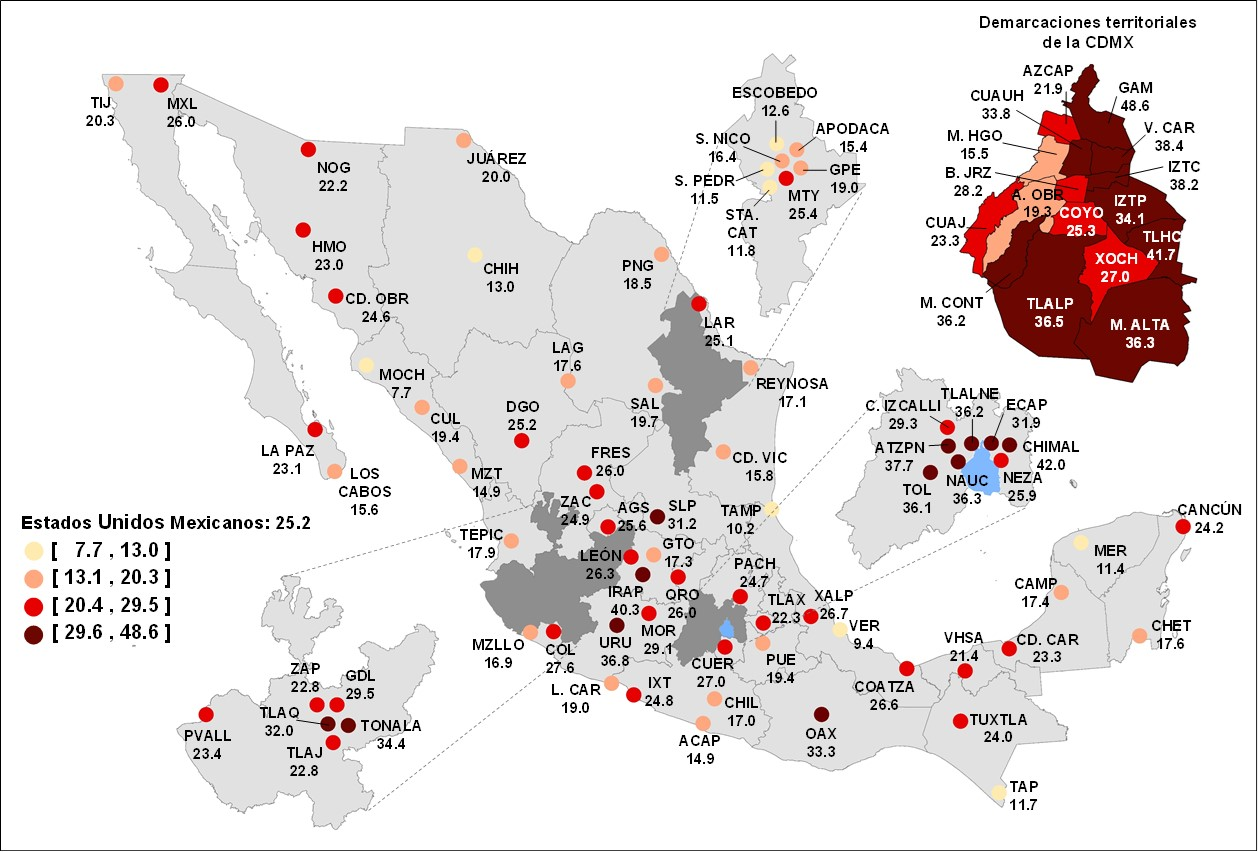 Demarcaciones territoriales
de la CDMX
AZCAP
21.9
GAM
48.6
CUAUH
33.8
V. CAR
38.4
M. HGO
15.5
IZTC
38.2
B. JRZ
28.2
A. OBR
19.3
IZTP
34.1
COYO
25.3
CUAJ
23.3
TLHC
41.7
XOCH
27.0
M. CONT
36.2
TLALP
36.5
M. ALTA
36.3
ESCOBEDO
12.6
S. NICO
16.4
APODACA
15.4
S. PEDR
11.5
GPE
19.0
MTY
25.4
STA.
CAT
11.8
TIJ
20.3
MXL
26.0
NOG
22.2
JUÁREZ
20.0
HMO
23.0
CHIH
13.0
PNG
18.5
CD. OBR
24.6
LAR
25.1
MOCH
7.7
LAG
17.6
REYNOSA
17.1
CUL
19.4
DGO
25.2
SAL
19.7
LA PAZ
23.1
LOS
CABOS
15.6
MZT
14.9
FRES
26.0
CD. VIC
15.8
ZAC
24.9
AGS
25.6
SLP
31.2
TAMP
10.2
TEPIC
17.9
LEÓN
26.3
GTO
17.3
IRAP
40.3
QRO
26.0
PACH
24.7
TLAX
22.3
XALP
26.7
VER
9.4
MZLLO
16.9
COL
27.6
URU
36.8
MOR
29.1
CUER
27.0
PUE
19.4
L. CAR
19.0
IXT
24.8
CHIL
17.0
ACAP
14.9
OAX
33.3
COATZA
26.6
VHSA
21.4
CD. CAR
23.3
TUXTLA
24.0
TAP
11.7
CAMP
17.4
MER
11.4
CANCÚN
24.2
CHET
17.6
C. IZCALLI
29.3
TLALNE
36.2
ECAP
31.9
ATZPN
37.7
CHIMAL
42.0
TOL
36.1
NAUC
36.3
NEZA
25.9
Estados Unidos Mexicanos: 25.2
[ 7.7 , 13.0 ]
[ 13.1 , 20.3 ]
[ 20.4 , 29.5 ]
[ 29.6 , 48.6 ]
ZAP
22.8
GDL
29.5
TLAQ
32.0
TONALA
34.4
PVALL
23.4
TLAJ
22.8